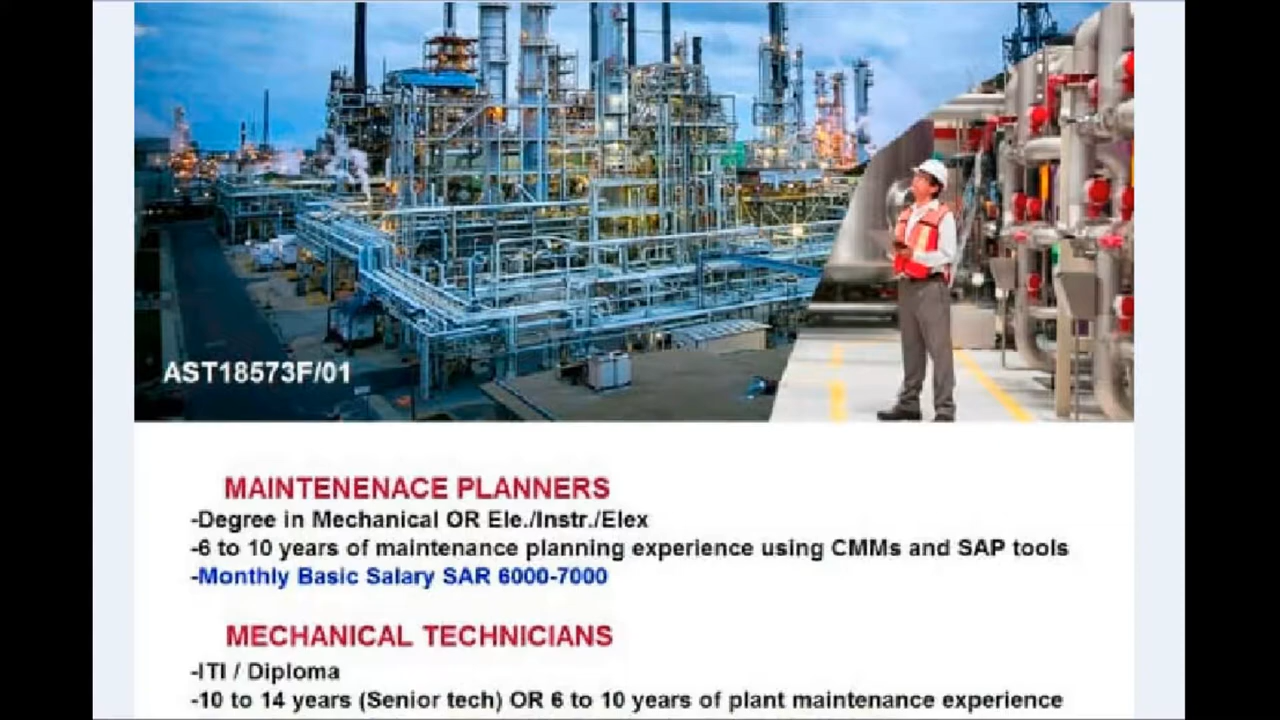 AST18573F/01
MAINTENENACE PLANNERS
-Degree in Mechanical OR Ele./Instr./Elex
-6 to 10 years of maintenance planning experience using CMMs and SAP tools
-Monthly Basic Salary SAR 6000-7000
MECHANICAL TECHNICIANS
-ITI / Diploma
-10 to 14 years (Senior tech) OR 6 to 10 years of plant maintenance experience